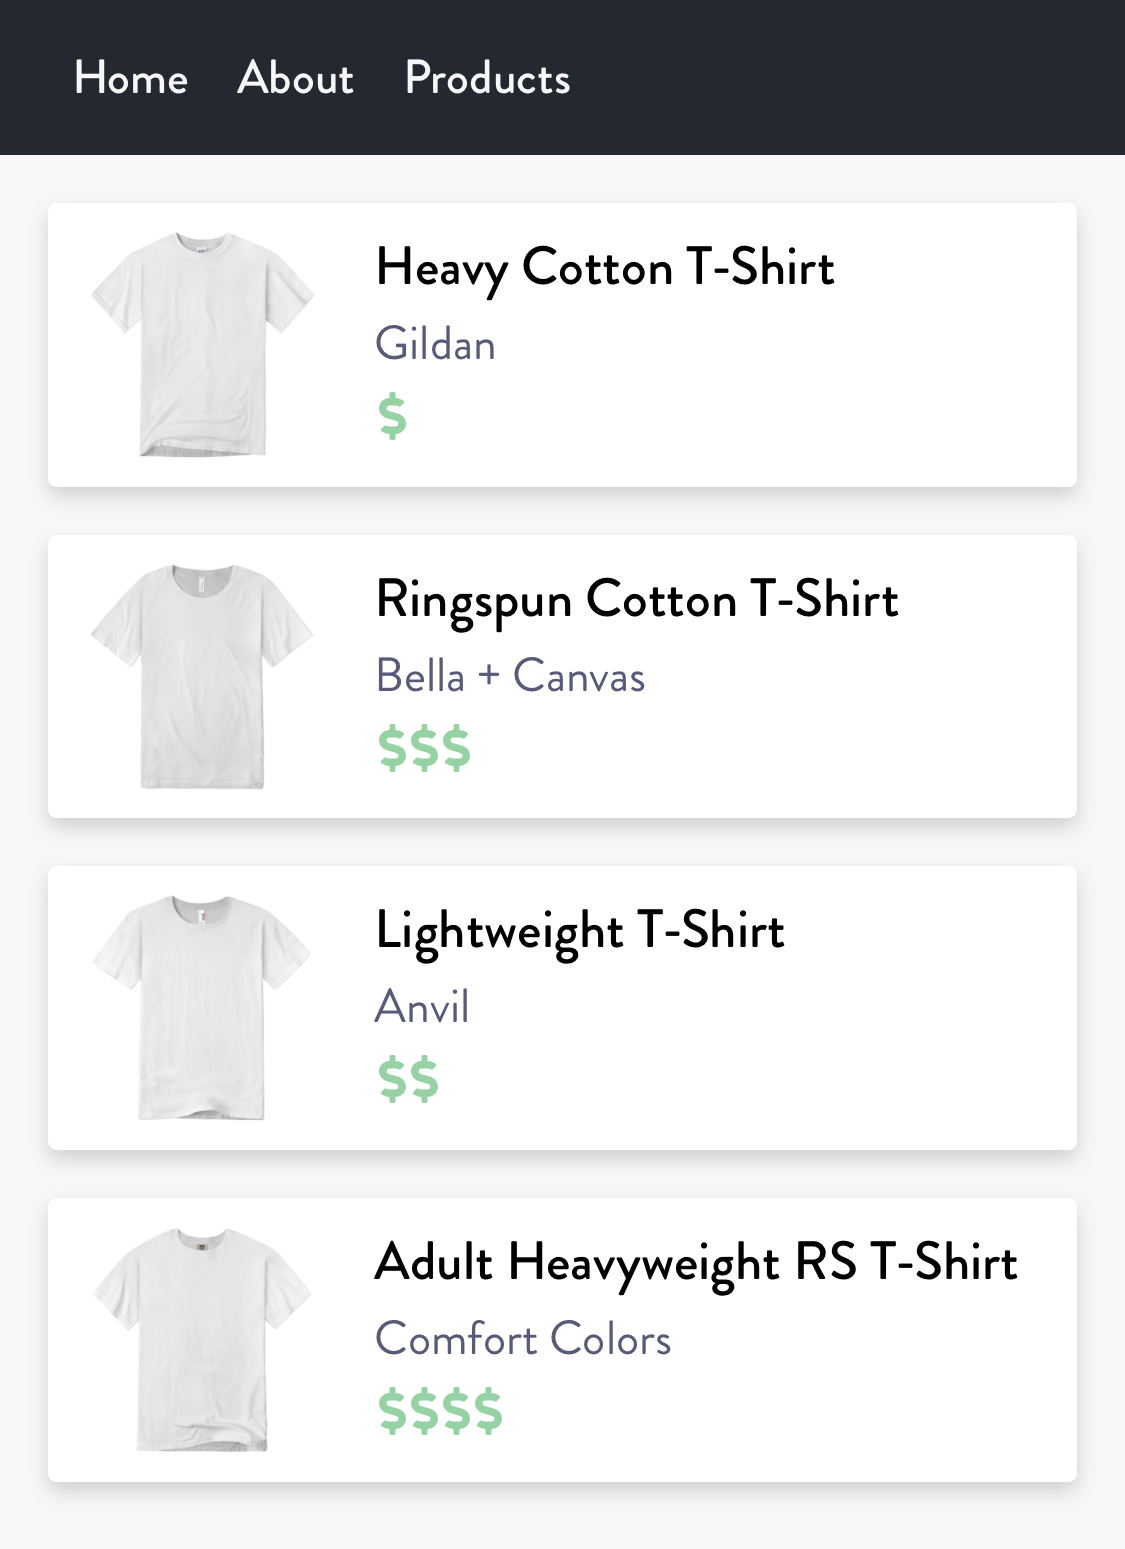 Home About Products
Heavy Cotton T-Shirt
Gildan
$
Ringspun Cotton T-Shirt
Bella + Canvas
$$$
Lightweight T-Shirt
Anvil
$$
Adult Heavyweight RS T-Shirt
Comfort Colors
$$$$